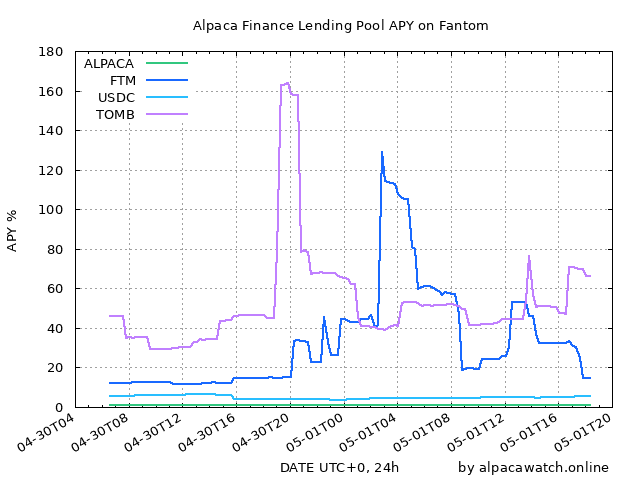 Alpaca Finance Lending Pool APY on Fantom
180
160
140
120
100
80
60
40
20
0
APY %
ALPACA
FTM
USDC
TOMB
04-30T04
04-30T08
04-30T12
04-30T16
04-30T20
05-01T00
05-01T04
05-01T08
05-01T12
05-01T16
05-01T20
DATE UTC+0, 24h
by alpacawatch.online